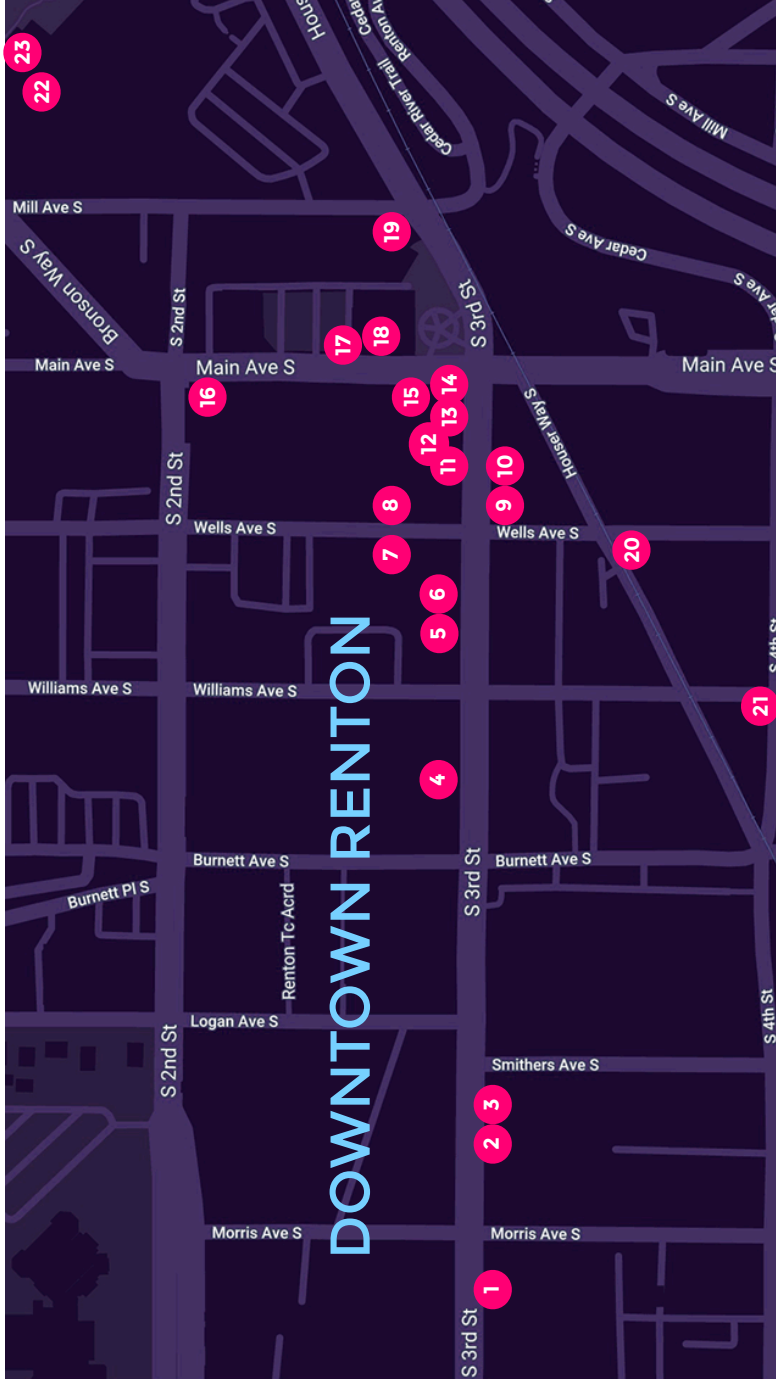 DOWNTOWN RENTON
23
22
Mill Ave S
Bronson Way S
S 2nd St
Main Ave S
Main Ave S
Main Ave S
Cedar River Trail
Mill Ave S
Cedar Ave S
19
18
17
16
15
14
13
12
11
10
9
8
7
6
5
4
3
2
1
20
21
S 3rd St
Houser Way S
S 2nd St
Wells Ave S
Wells Ave S
Williams Ave S
Williams Ave S
Burnett Ave S
Burnett Ave S
Burnett Pl S
Renton Tc Acrd
S 3rd St
Logan Ave S
S 2nd St
Smithers Ave S
S 4th St
S 4th St
Morris Ave S
Morris Ave S
S 3rd St